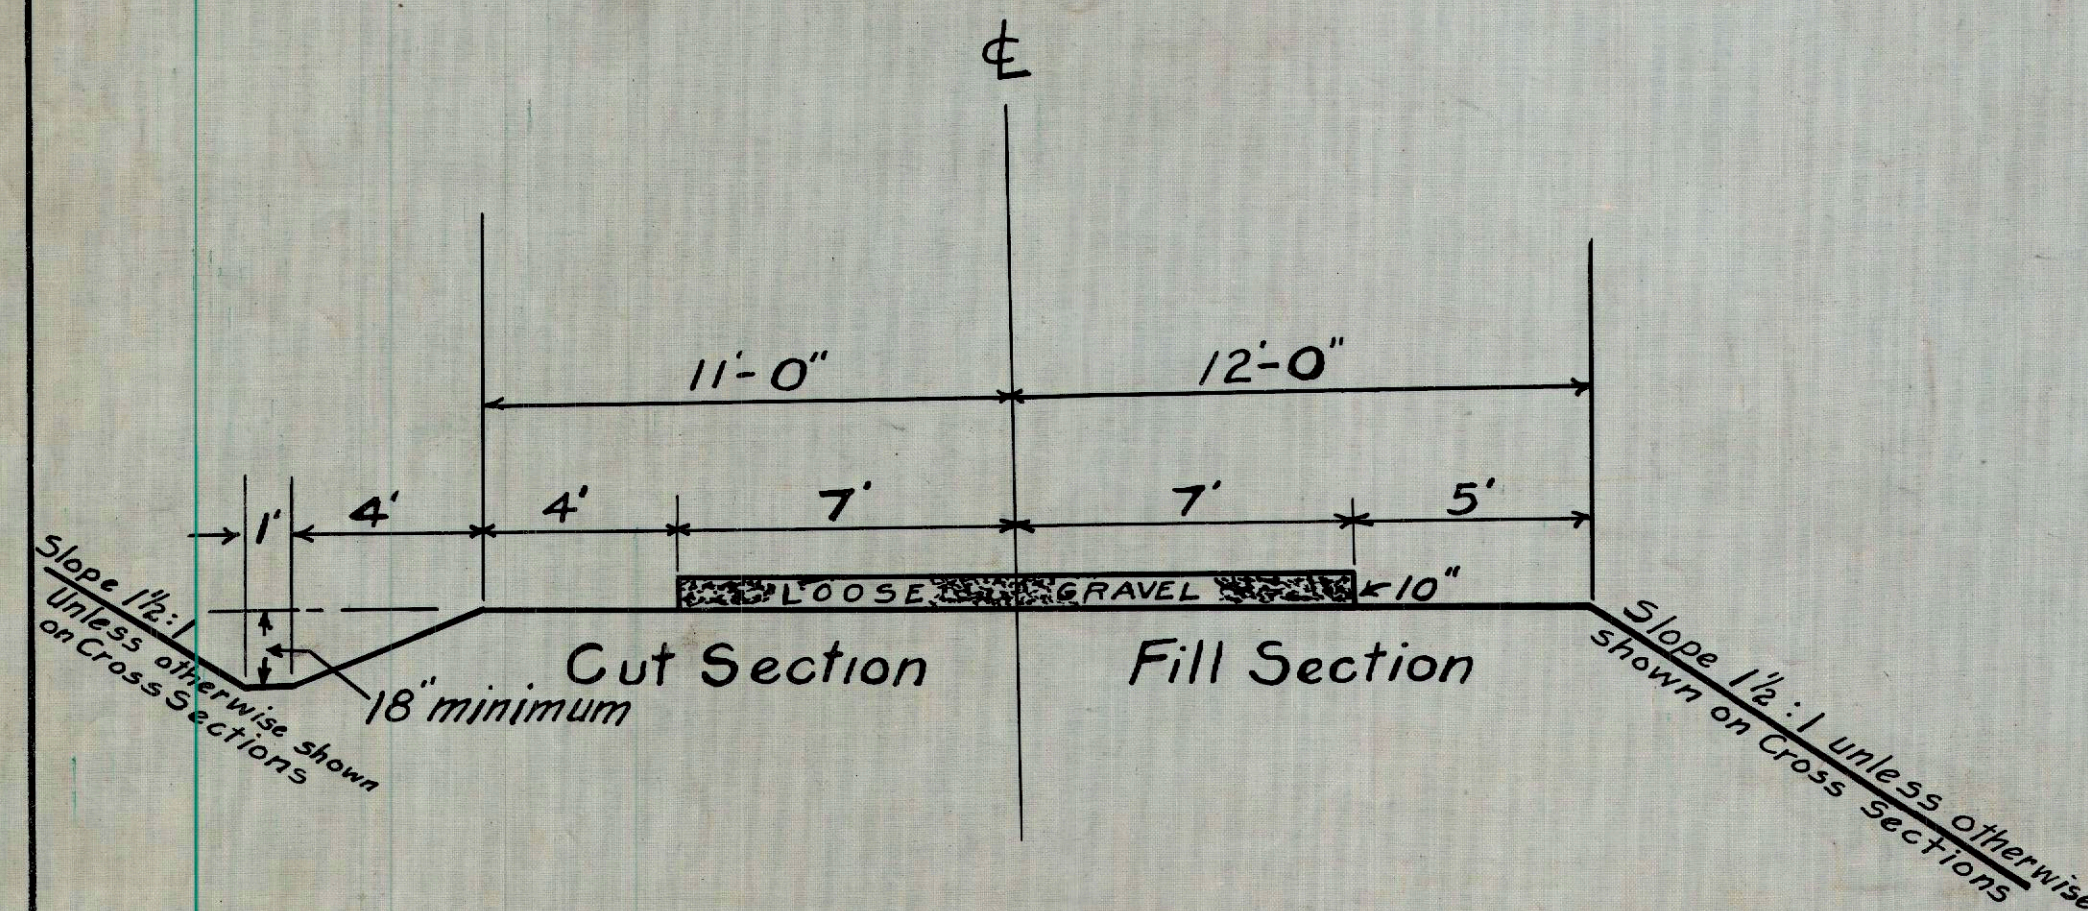 ℄
11'-0"
12'-0"
1'
4'
4'
7'
7'
5'
LOOSE GRAVEL
10"
Cut Section
Fill Section
18" minimum
Slope 1½:1
Unless otherwise shown
on Cross Sections
Slope 1½:1 unless otherwise
shown on Cross Sections